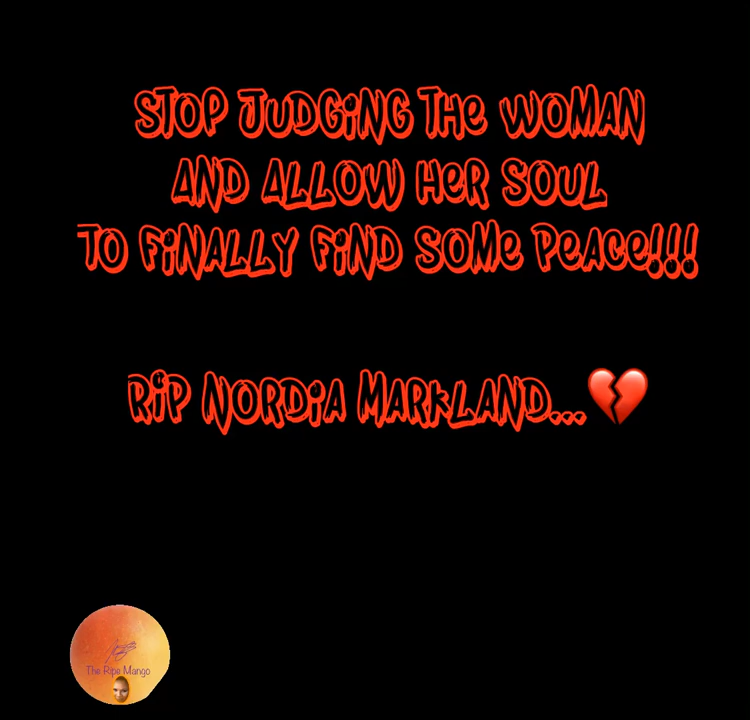 STOP JUDGiNG THe WOMAN
AND ALLOW HeR SOUL
TO FiNALLY FiND SOMe PeACe!!!
RiP NORDiA MARKLAND...💔
The Ripe Mango